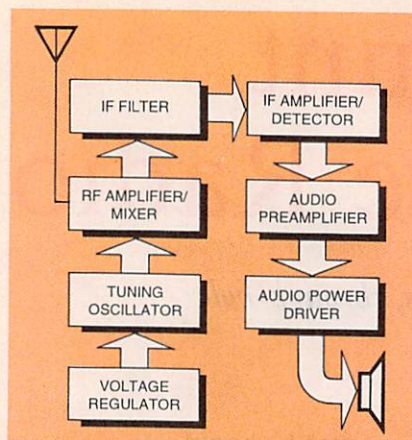 IF FILTER
IF AMPLIFIER/
DETECTOR
RF AMPLIFIER/
MIXER
AUDIO
PREAMPLIFIER
TUNING
OSCILLATOR
AUDIO POWER
DRIVER
VOLTAGE
REGULATOR